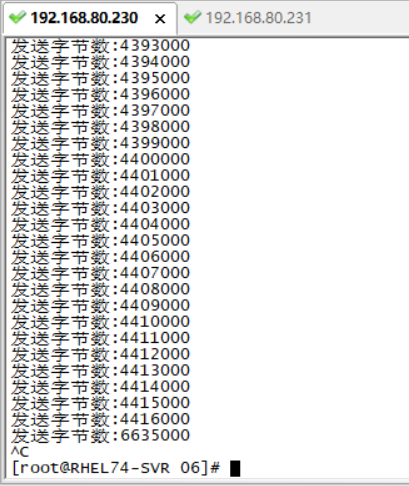 192.168.80.230 × 192.168.80.231
发送字节数:4393000
发送字节数:4394000
发送字节数:4395000
发送字节数:4396000
发送字节数:4397000
发送字节数:4398000
发送字节数:4399000
发送字节数:4400000
发送字节数:4401000
发送字节数:4402000
发送字节数:4403000
发送字节数:4404000
发送字节数:4405000
发送字节数:4406000
发送字节数:4407000
发送字节数:4408000
发送字节数:4409000
发送字节数:4410000
发送字节数:4411000
发送字节数:4412000
发送字节数:4413000
发送字节数:4414000
发送字节数:4415000
发送字节数:4416000
发送字节数:6635000
^C
[root@RHEL74-SVR 06]#